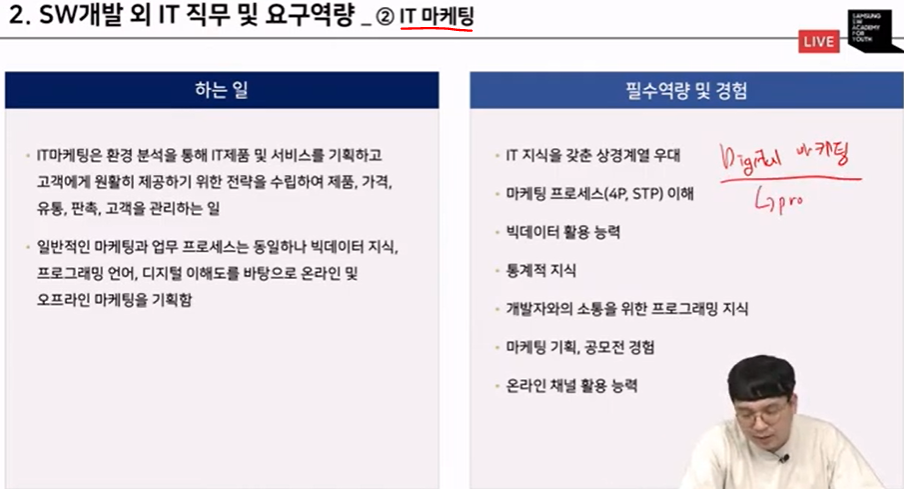 2. SW개발 외 IT 직무 및 요구역량 _ ② IT 마케팅
LIVE
SAMSUNG
SW
ACADEMY
FOR
YOUTH
하는 일
IT마케팅은 환경 분석을 통해 IT제품 및 서비스를 기획하고
고객에게 원활히 제공하기 위한 전략을 수립하여 제품, 가격,
유통, 판촉, 고객을 관리하는 일
일반적인 마케팅과 업무 프로세스는 동일하나 빅데이터 지식,
프로그래밍 언어, 디지털 이해도를 바탕으로 온라인 및
오프라인 마케팅을 기획함
필수역량 및 경험
IT 지식을 갖춘 상경계열 우대
마케팅 프로세스(4P, STP) 이해
빅데이터 활용 능력
통계적 지식
개발자와의 소통을 위한 프로그래밍 지식
마케팅 기획, 공모전 경험
온라인 채널 활용 능력
Digital 마케팅
↳pro